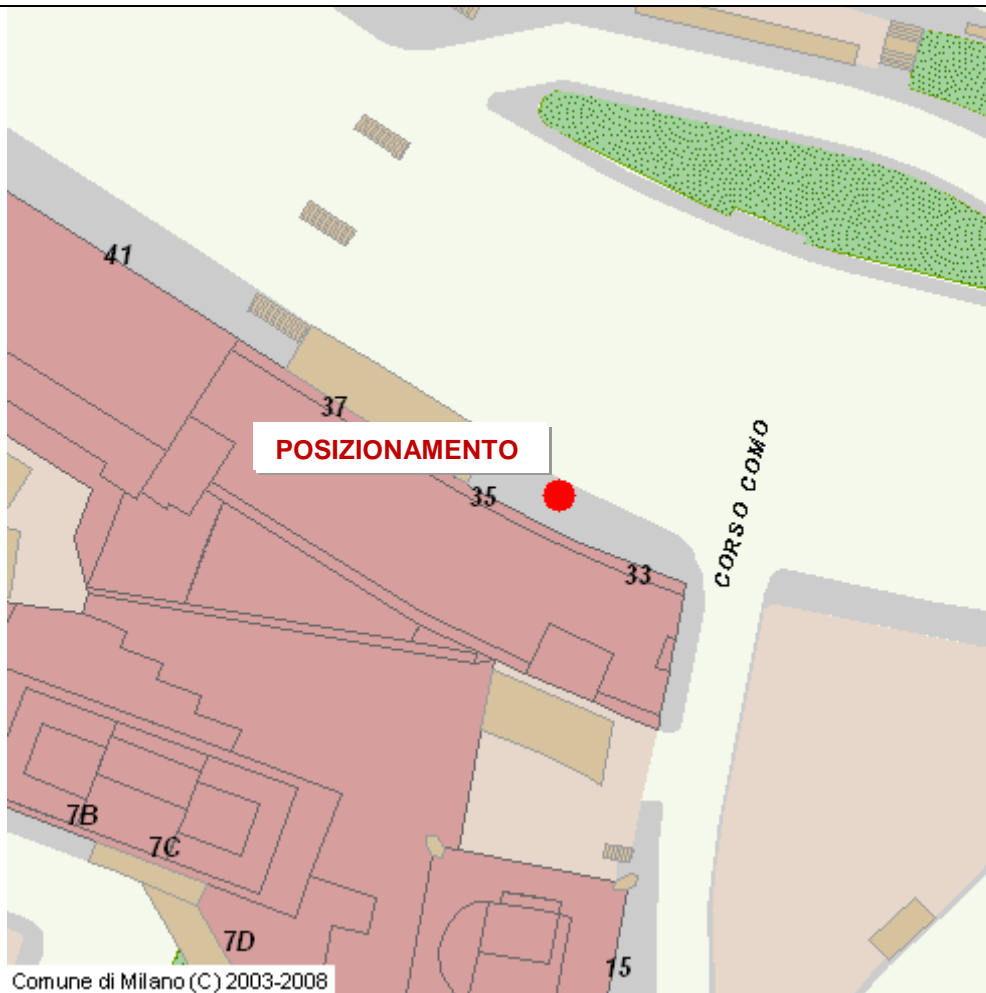 41
37
POSIZIONAMENTO
35
33
CORSO COMO
7B
7C
7D
15
Comune di Milano (C) 2003-2008